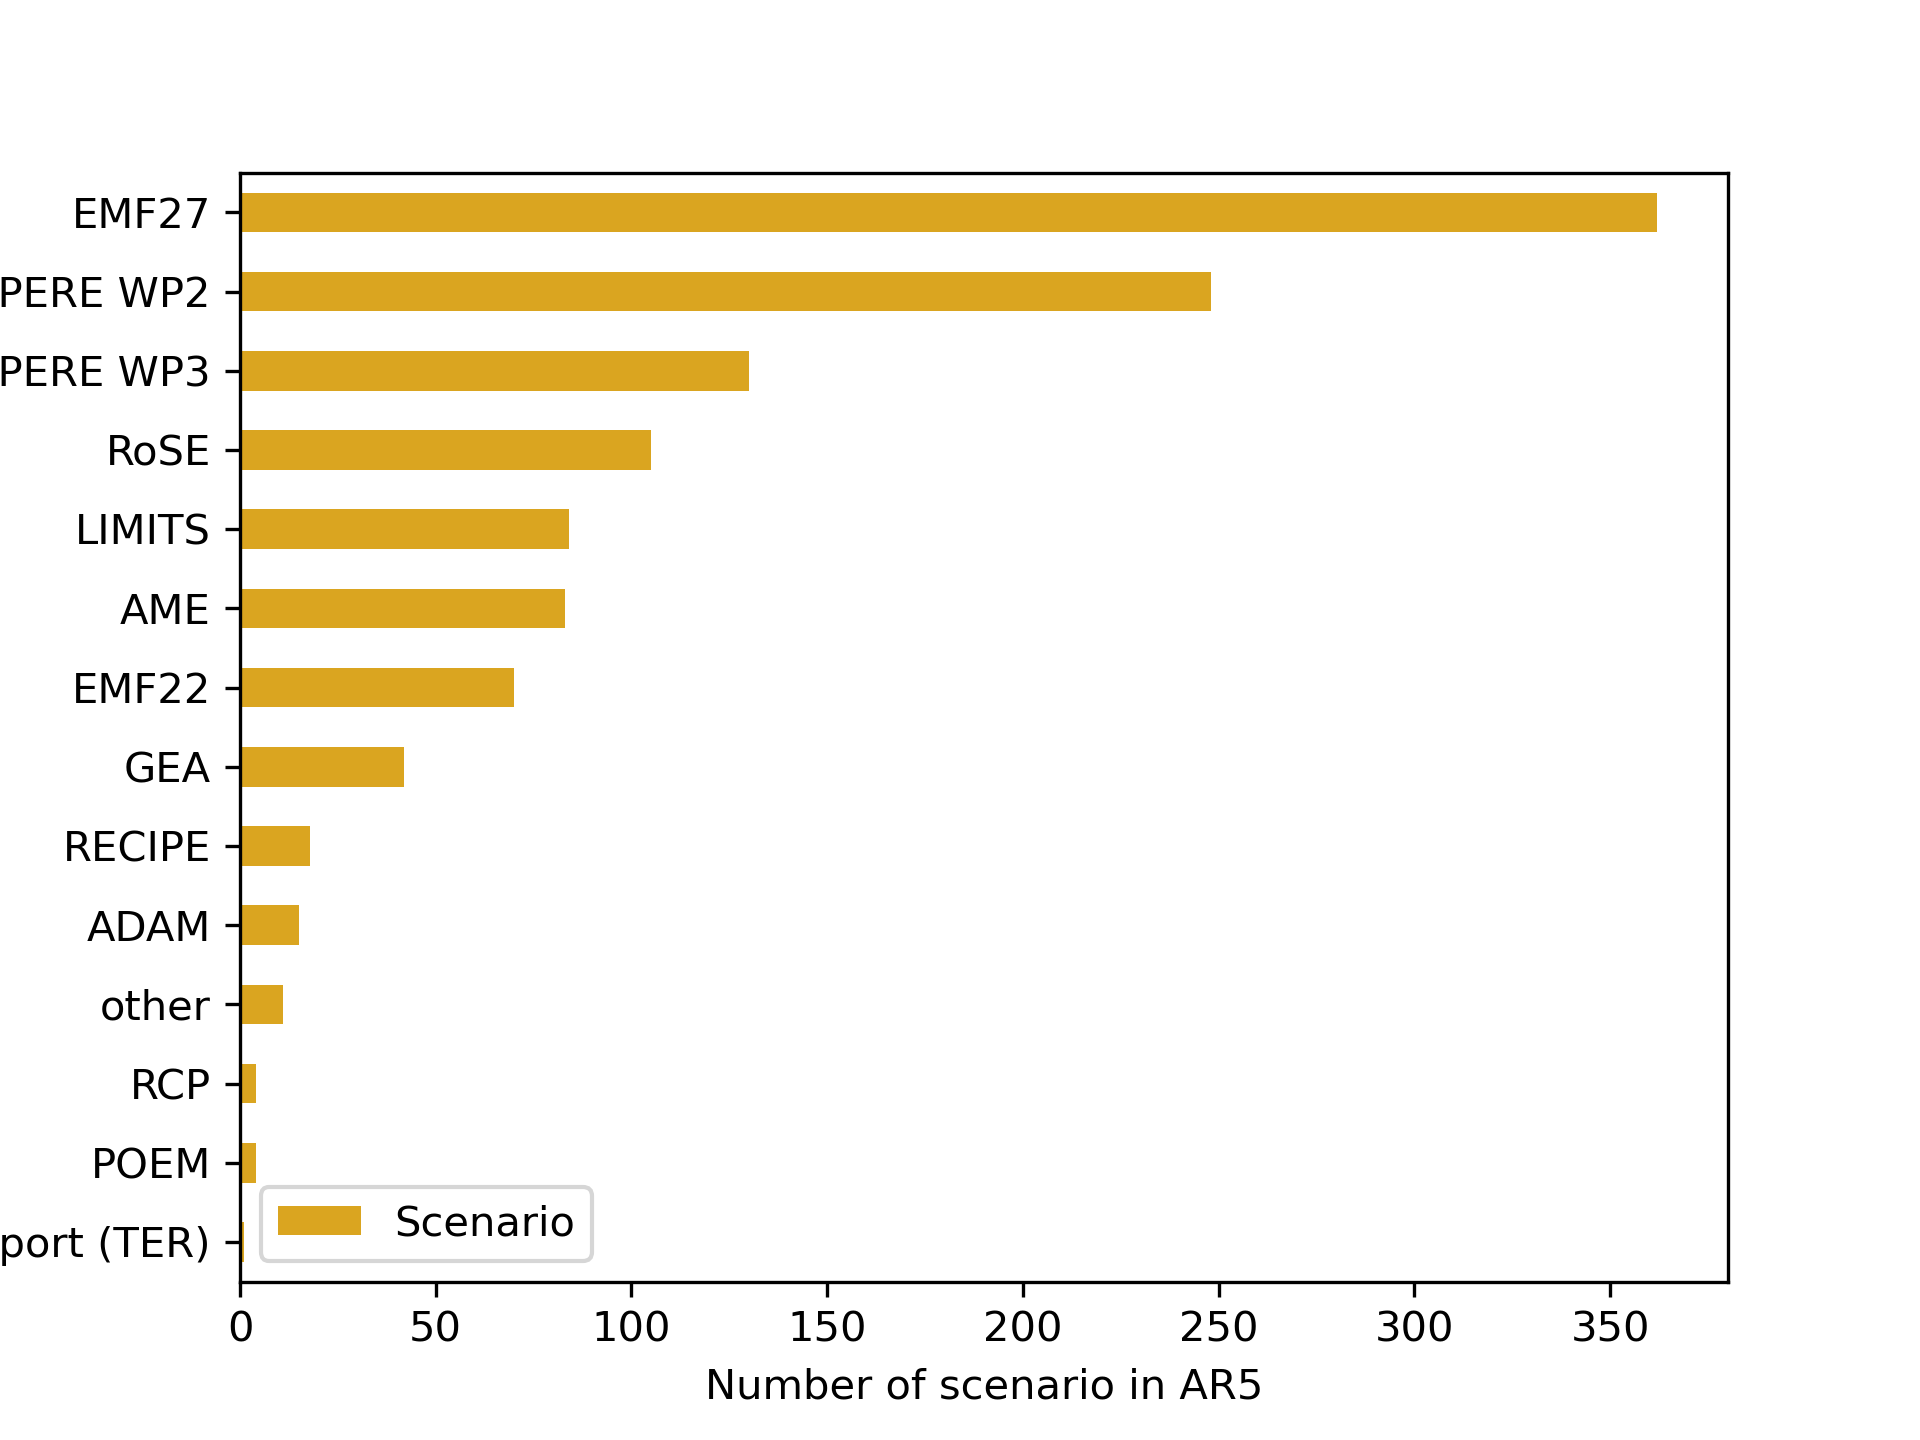 EMF27
PERE WP2
PERE WP3
RoSE
LIMITS
AME
EMF22
GEA
RECIPE
ADAM
other
RCP
POEM
port (TER)
Scenario
0 50 100 150 200 250 300 350
Number of scenario in AR5